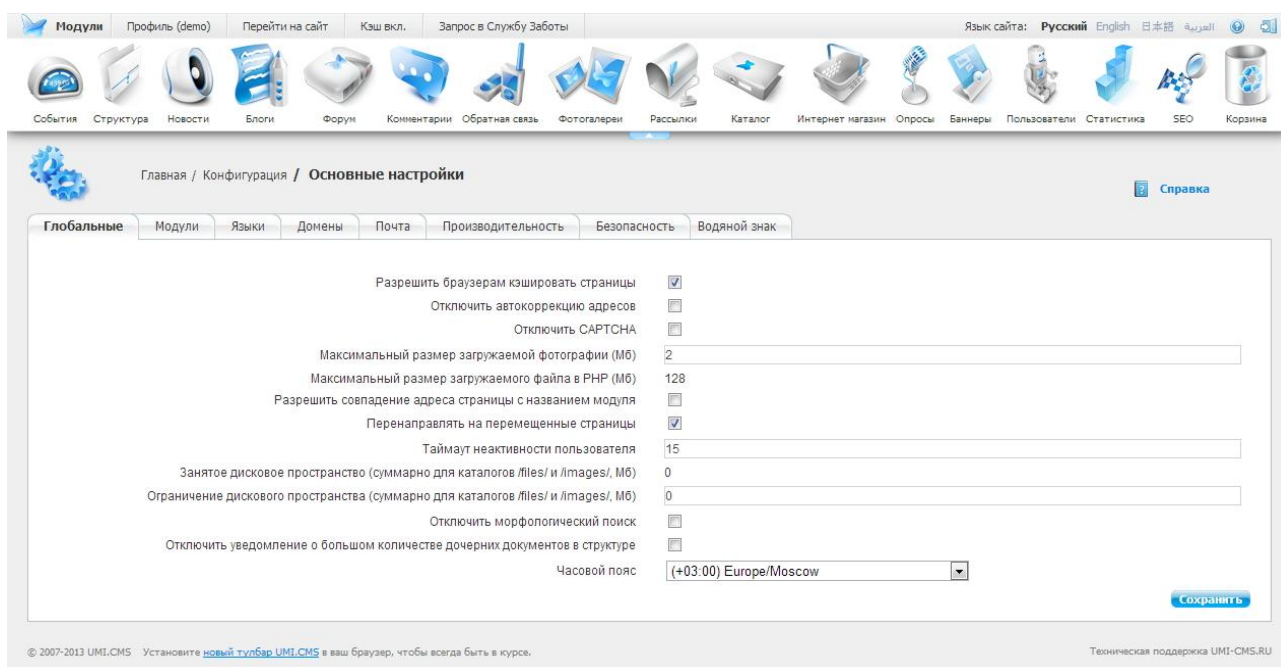 Модули Профиль (demo) Перейти на сайт Кэш вкл. Запрос в Службу Заботы Язык сайта: Русский English 日本語 العربية
События Структура Новости Блоги Форум Комментарии Обратная связь Фотогалереи Рассылки Каталог Интернет магазин Опросы Баннеры Пользователи Статистика SEO Корзина
Главная / Конфигурация / Основные настройки
Справка
Глобальные Модули Языки Домены Почта Производительность Безопасность Водяной знак
Разрешить браузерам кэшировать страницы
Отключить автокоррекцию адресов
Отключить CAPTCHA
Максимальный размер загружаемой фотографии (Мб) 2
Максимальный размер загружаемого файла в PHP (Мб) 128
Разрешить совпадение адреса страницы с названием модуля
Перенаправлять на перемещенные страницы
Таймаут неактивности пользователя 15
Занятое дисковое пространство (суммарно для каталогов /files/ и /images/, Мб) 0
Ограничение дискового пространства (суммарно для каталогов /files/ и /images/, Мб) 0
Отключить морфологический поиск
Отключить уведомление о большом количестве дочерних документов в структуре
Часовой пояс (+03:00) Europe/Moscow
Сохранить
© 2007-2013 UMI.CMS Установите новый тулбар UMI.CMS в ваш браузер, чтобы всегда быть в курсе. Техническая поддержка UMI-CMS.RU